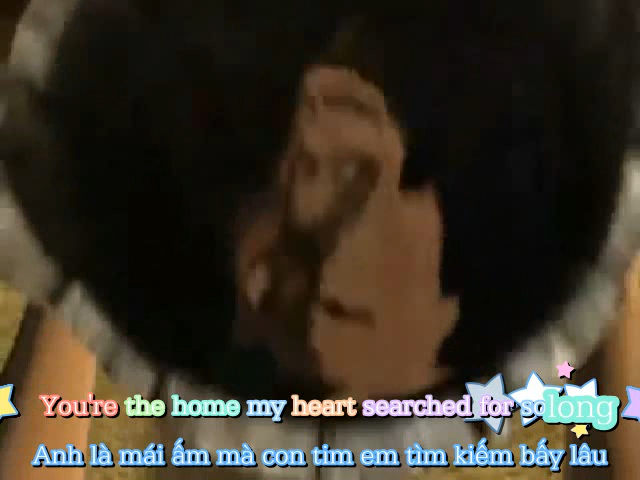 You're the home my heart searched for so long
Anh là mái ấm mà con tim em tìm kiếm bấy lâu